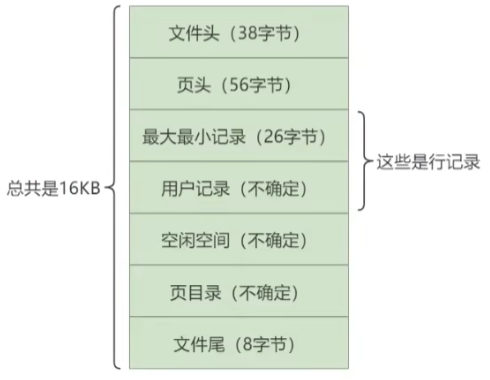 文件头（38字节）
页头（56字节）
最大最小记录（26字节）
这些是行记录
总共是16KB
用户记录（不确定）
空闲空间（不确定）
页目录（不确定）
文件尾（8字节）